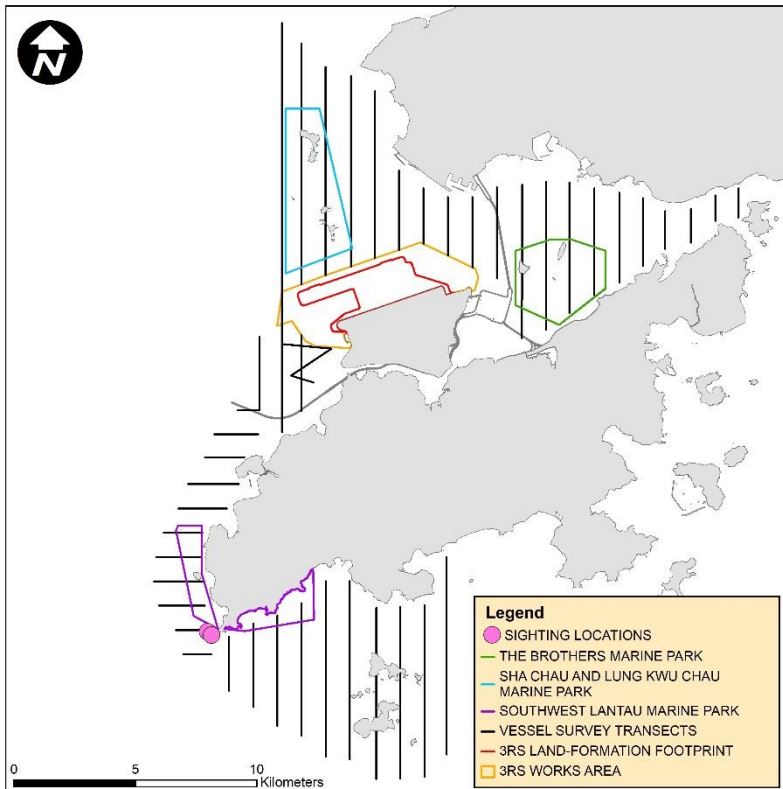 N
Legend
SIGHTING LOCATIONS
THE BROTHERS MARINE PARK
SHA CHAU AND LUNG KWU CHAU
MARINE PARK
SOUTHWEST LANTAU MARINE PARK
VESSEL SURVEY TRANSECTS
3RS LAND-FORMATION FOOTPRINT
3RS WORKS AREA
0 5 10
Kilometers